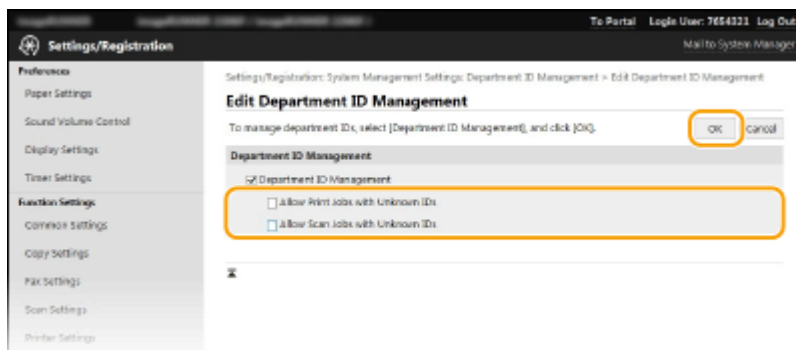 To Portal Login User: 7654321 Log Out
Settings/Registration
Mail to System Manager
Preferences
Paper Settings
Sound Volume Control
Display Settings
Timer Settings
Function Settings
Common Settings
Copy Settings
Fax Settings
Scan Settings
Printer Settings
Settings/Registration: System Management Settings: Department ID Management > Edit Department ID Management
Edit Department ID Management
To manage department IDs, select [Department ID Management], and click [OK].
OK
Cancel
Department ID Management
Department ID Management
Allow Print Jobs with Unknown IDs
Allow Scan Jobs with Unknown IDs